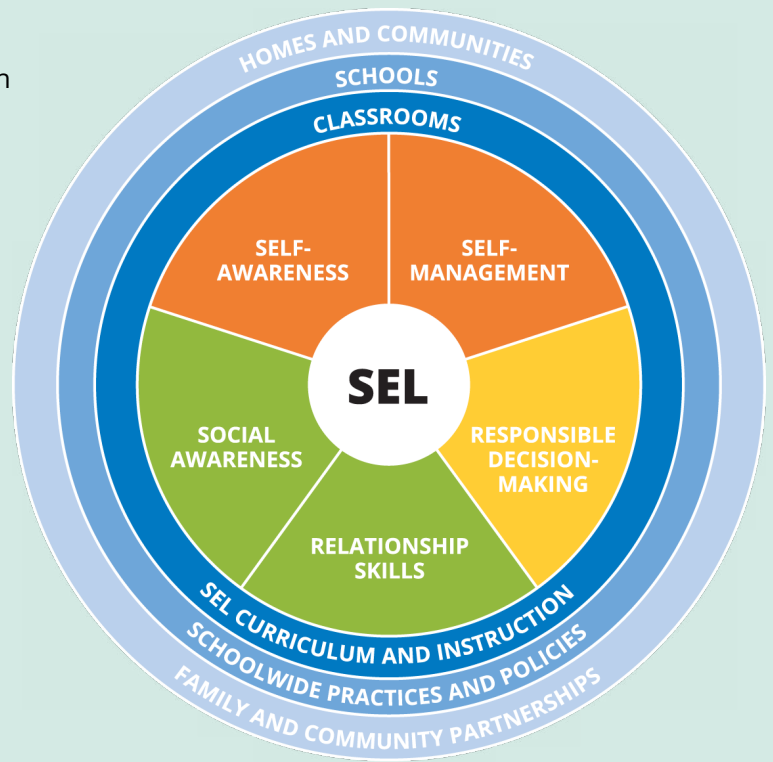 HOMES AND COMMUNITIES
SCHOOLS
CLASSROOMS
SELF-
AWARENESS
SELF-
MANAGEMENT
SEL
SOCIAL
AWARENESS
RESPONSIBLE
DECISION-
MAKING
RELATIONSHIP
SKILLS
SEL CURRICULUM AND INSTRUCTION
SCHOOLWIDE PRACTICES AND POLICIES
FAMILY AND COMMUNITY PARTNERSHIPS